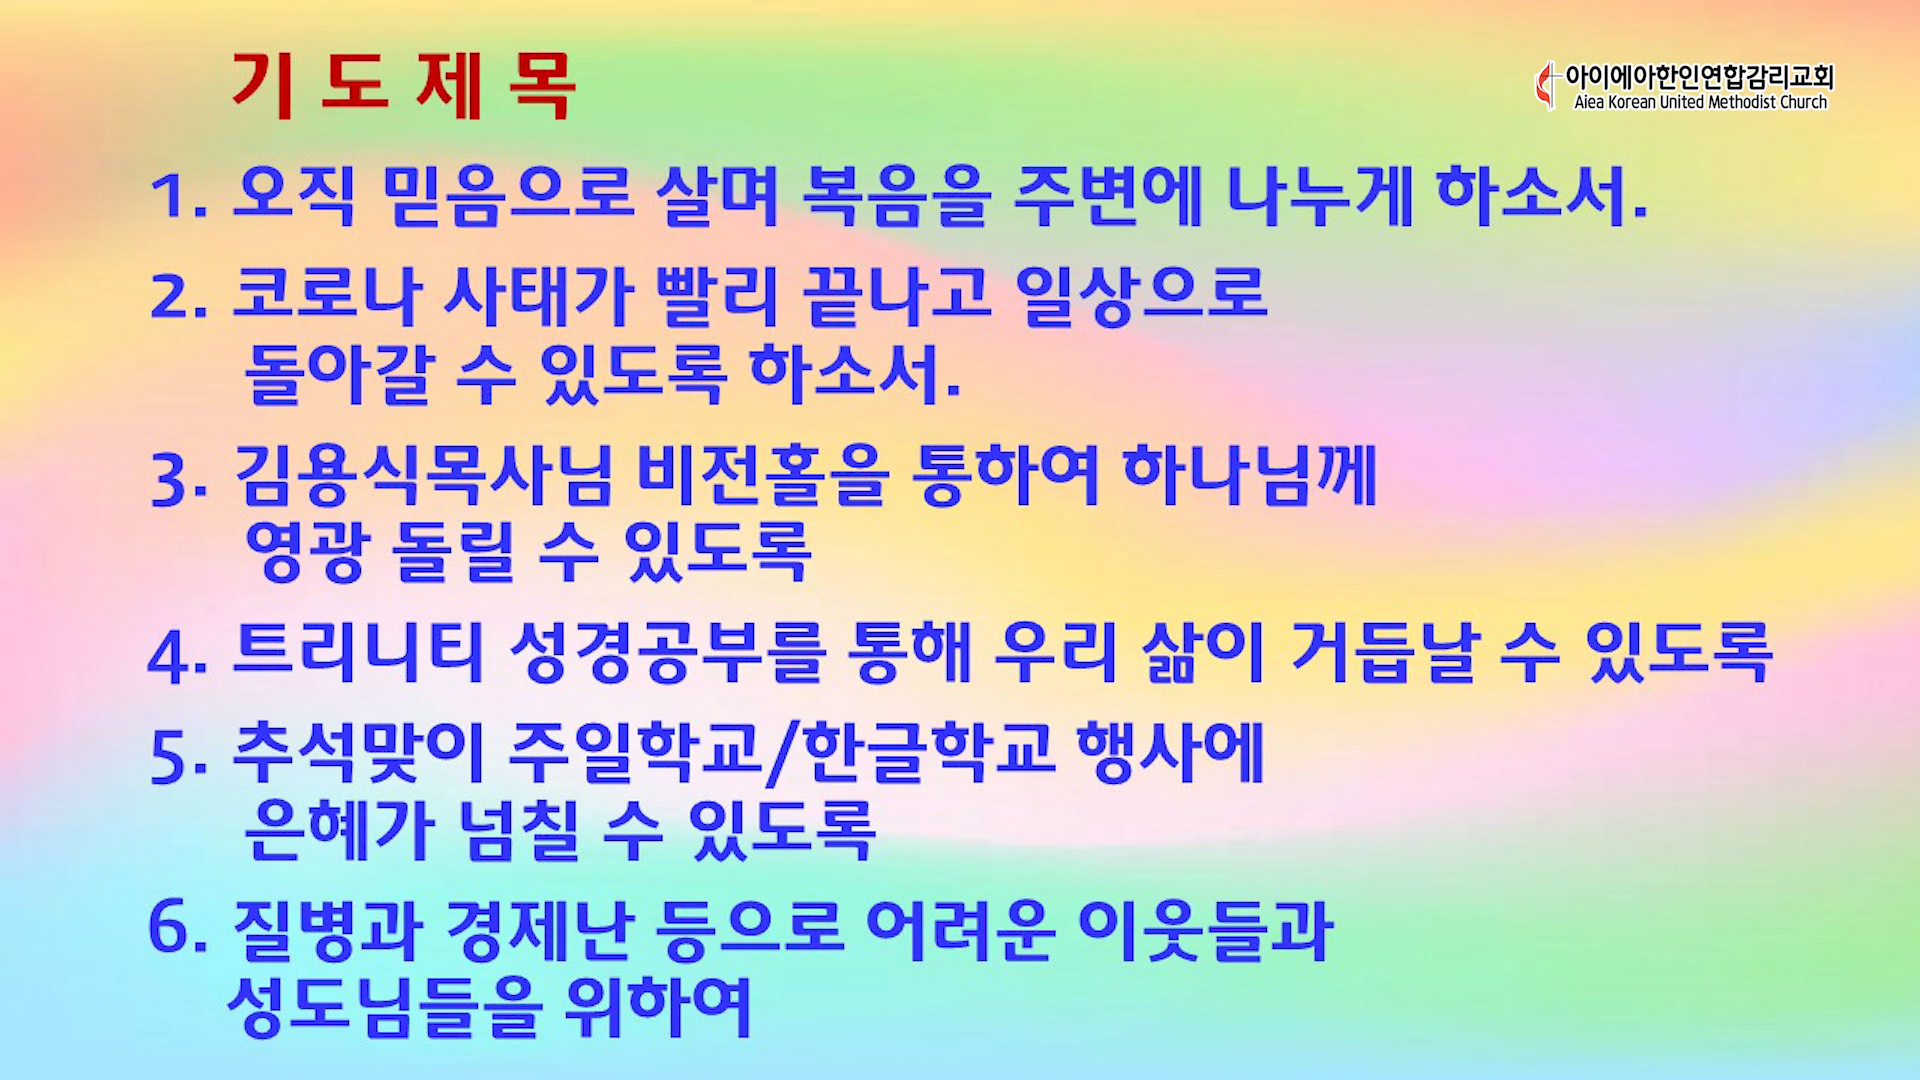 기 도 제 목
아이에아한인연합감리교회
Aiea Korean United Methodist Church
1. 오직 믿음으로 살며 복음을 주변에 나누게 하소서.
2. 코로나 사태가 빨리 끝나고 일상으로
돌아갈 수 있도록 하소서.
3. 김용식목사님 비전홀을 통하여 하나님께
영광 돌릴 수 있도록
4. 트리니티 성경공부를 통해 우리 삶이 거듭날 수 있도록
5. 추석맞이 주일학교/한글학교 행사에
은혜가 넘칠 수 있도록
6. 질병과 경제난 등으로 어려운 이웃들과
성도님들을 위하여